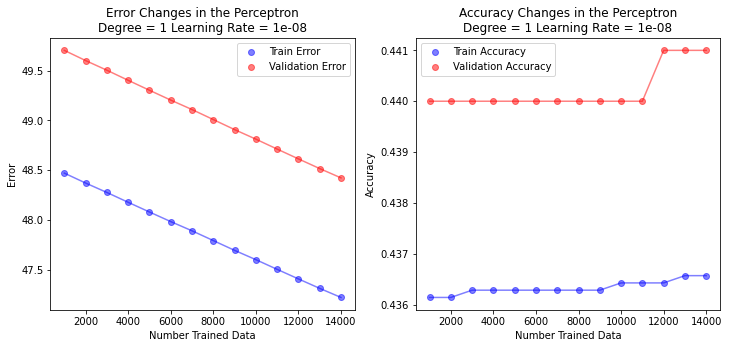 Error Changes in the Perceptron
Degree = 1 Learning Rate = 1e-08
Train Error
Validation Error
49.5
49.0
48.5
48.0
47.5
Error
2000 4000 6000 8000 10000 12000 14000
Number Trained Data
Accuracy Changes in the Perceptron
Degree = 1 Learning Rate = 1e-08
Train Accuracy
Validation Accuracy
0.441
0.440
0.439
0.438
0.437
0.436
Accuracy
2000 4000 6000 8000 10000 12000 14000
Number Trained Data